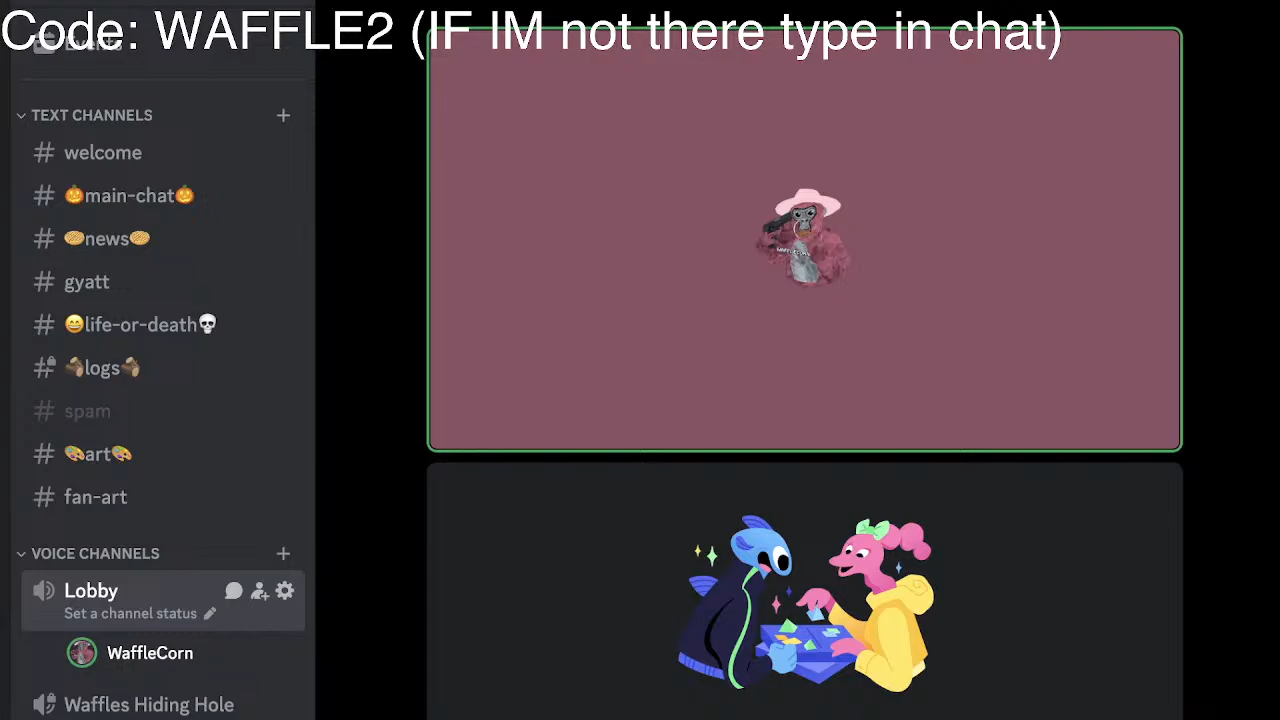 Code: WAFFLE2 (IF IM not there type in chat)
Events
TEXT CHANNELS
welcome
🎃main-chat🎃
🧇news🧇
gyatt
😄life-or-death💀
🪵logs🪵
spam
🎨art🎨
fan-art
VOICE CHANNELS
Lobby
Set a channel status
WaffleCorn
Waffles Hiding Hole